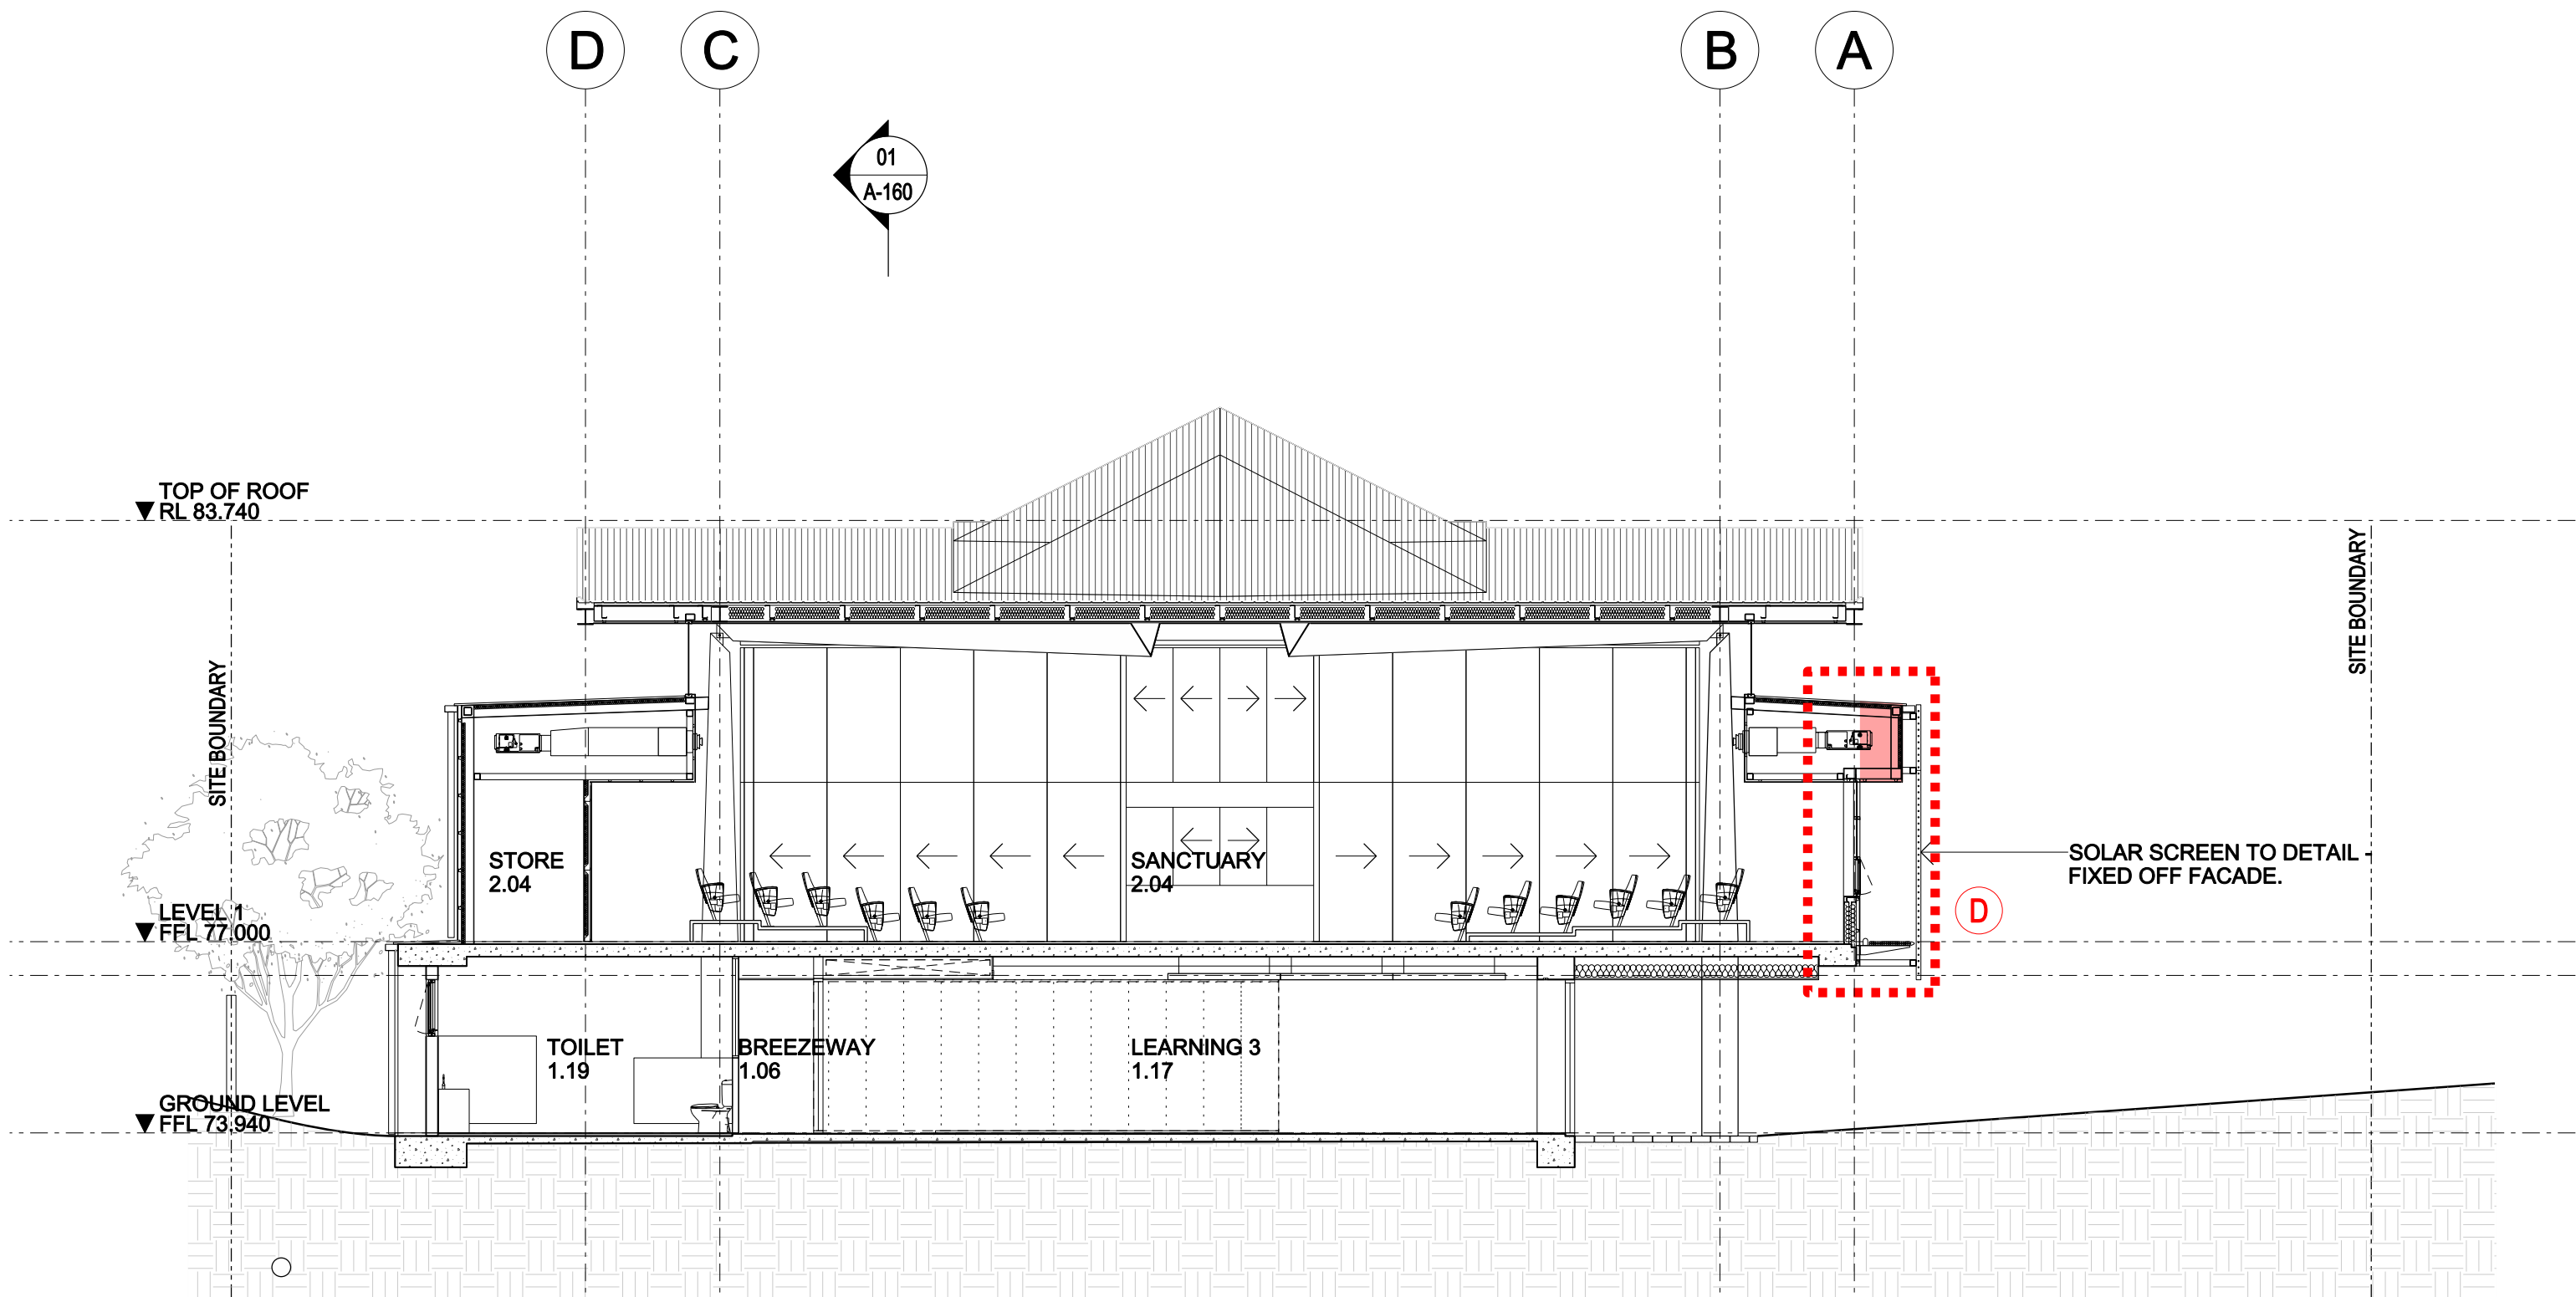 D
C
B
A
01
A-160
TOP OF ROOF
RL 83.740
SITE BOUNDARY
SITE BOUNDARY
STORE
2.04
SANCTUARY
2.04
SOLAR SCREEN TO DETAIL -
FIXED OFF FACADE.
D
LEVEL 1
FFL 77.000
TOILET
1.19
BREEZEWAY
1.06
LEARNING 3
1.17
GROUND LEVEL
FFL 73.940